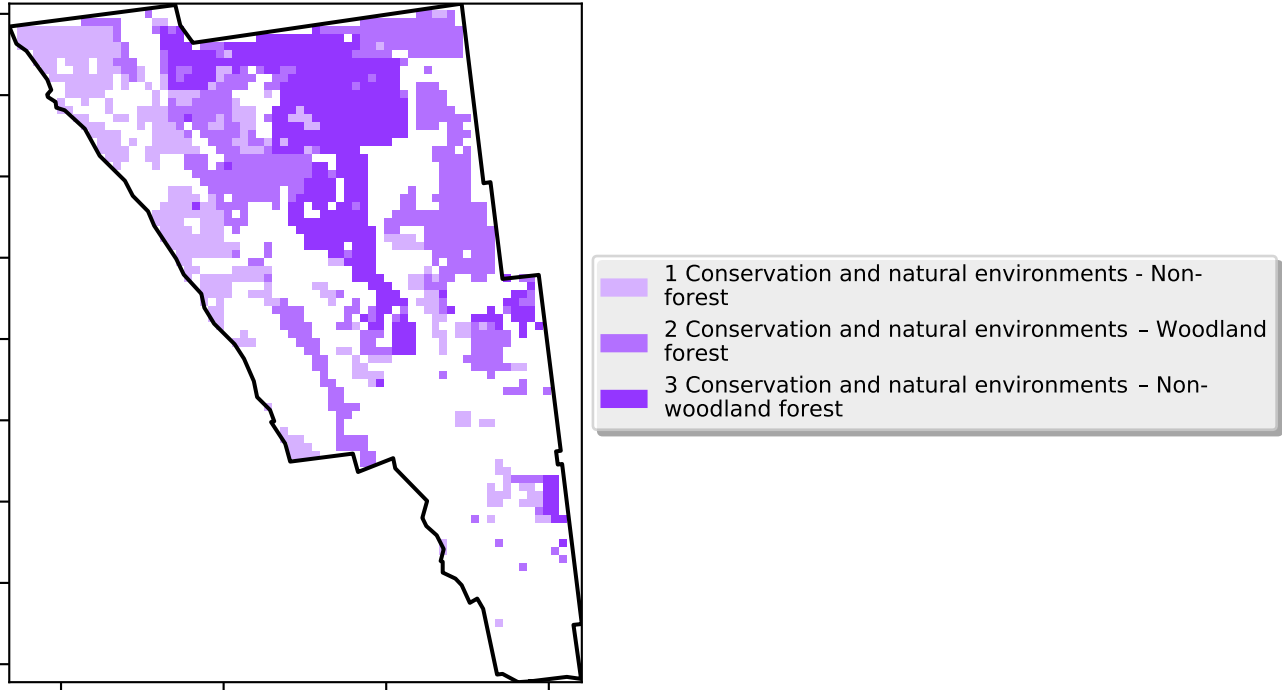 1 Conservation and natural environments - Non-
forest
2 Conservation and natural environments – Woodland
forest
3 Conservation and natural environments – Non-
woodland forest